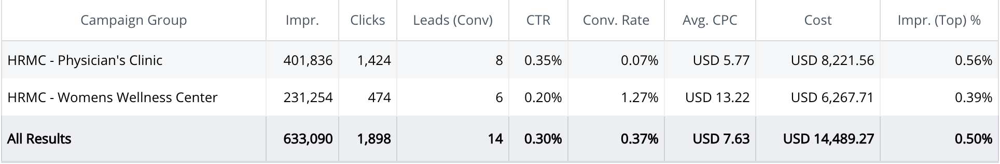 Campaign Group Impr. Clicks Leads (Conv) CTR Conv. Rate Avg. CPC Cost Impr. (Top) %
HRMC - Physician's Clinic 401,836 1,424 8 0.35% 0.07% USD 5.77 USD 8,221.56 0.56%
HRMC - Womens Wellness Center 231,254 474 6 0.20% 1.27% USD 13.22 USD 6,267.71 0.39%
All Results 633,090 1,898 14 0.30% 0.37% USD 7.63 USD 14,489.27 0.50%